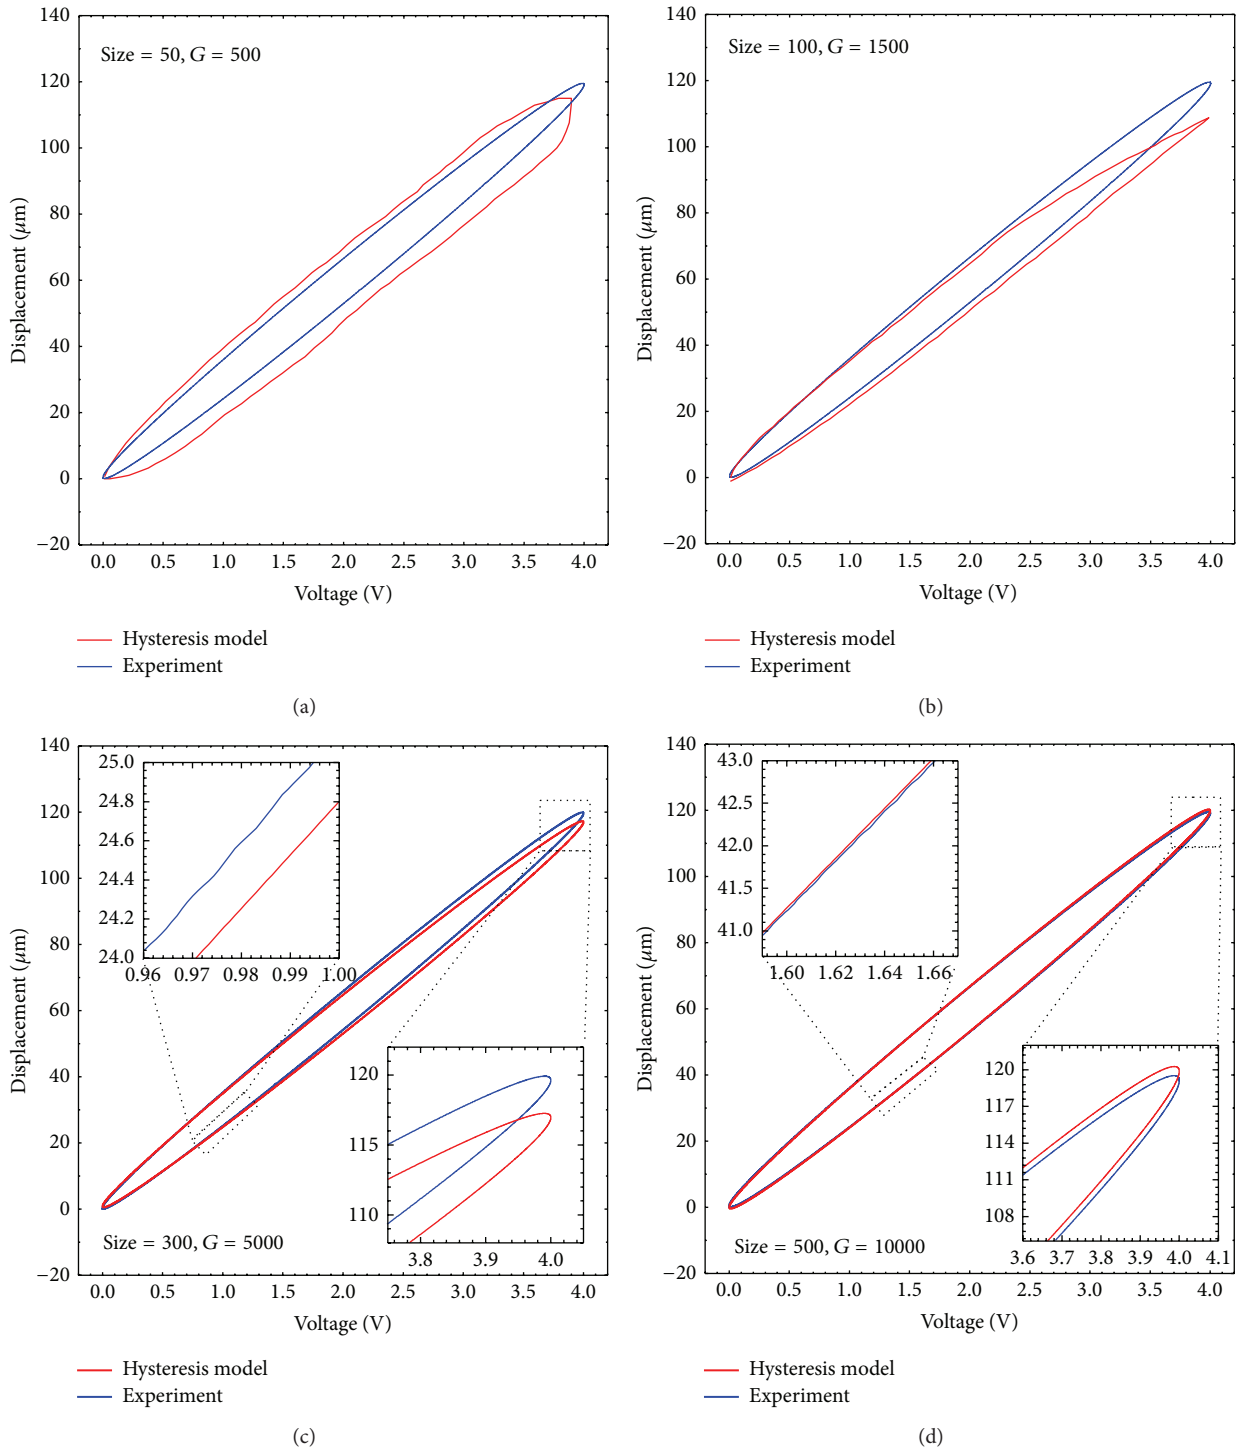 140
120
100
80
60
40
20
0
−20
Displacement (μm)
Size = 50, G = 500
0.0 0.5 1.0 1.5 2.0 2.5 3.0 3.5 4.0
Voltage (V)
Hysteresis model
Experiment
(a)
140
120
100
80
60
40
20
0
−20
Displacement (μm)
Size = 100, G = 1500
0.0 0.5 1.0 1.5 2.0 2.5 3.0 3.5 4.0
Voltage (V)
Hysteresis model
Experiment
(b)
140
120
100
80
60
40
20
0
−20
Displacement (μm)
25.0
24.8
24.6
24.4
24.2
24.0
0.96 0.97 0.98 0.99 1.00
120
115
110
3.8 3.9 4.0
Size = 300, G = 5000
0.0 0.5 1.0 1.5 2.0 2.5 3.0 3.5 4.0
Voltage (V)
Hysteresis model
Experiment
(c)
140
120
100
80
60
40
20
0
−20
Displacement (μm)
43.0
42.5
42.0
41.5
41.0
1.60 1.62 1.64 1.66
120
117
114
111
108
3.6 3.7 3.8 3.9 4.0 4.1
Size = 500, G = 10000
0.0 0.5 1.0 1.5 2.0 2.5 3.0 3.5 4.0
Voltage (V)
Hysteresis model
Experiment
(d)